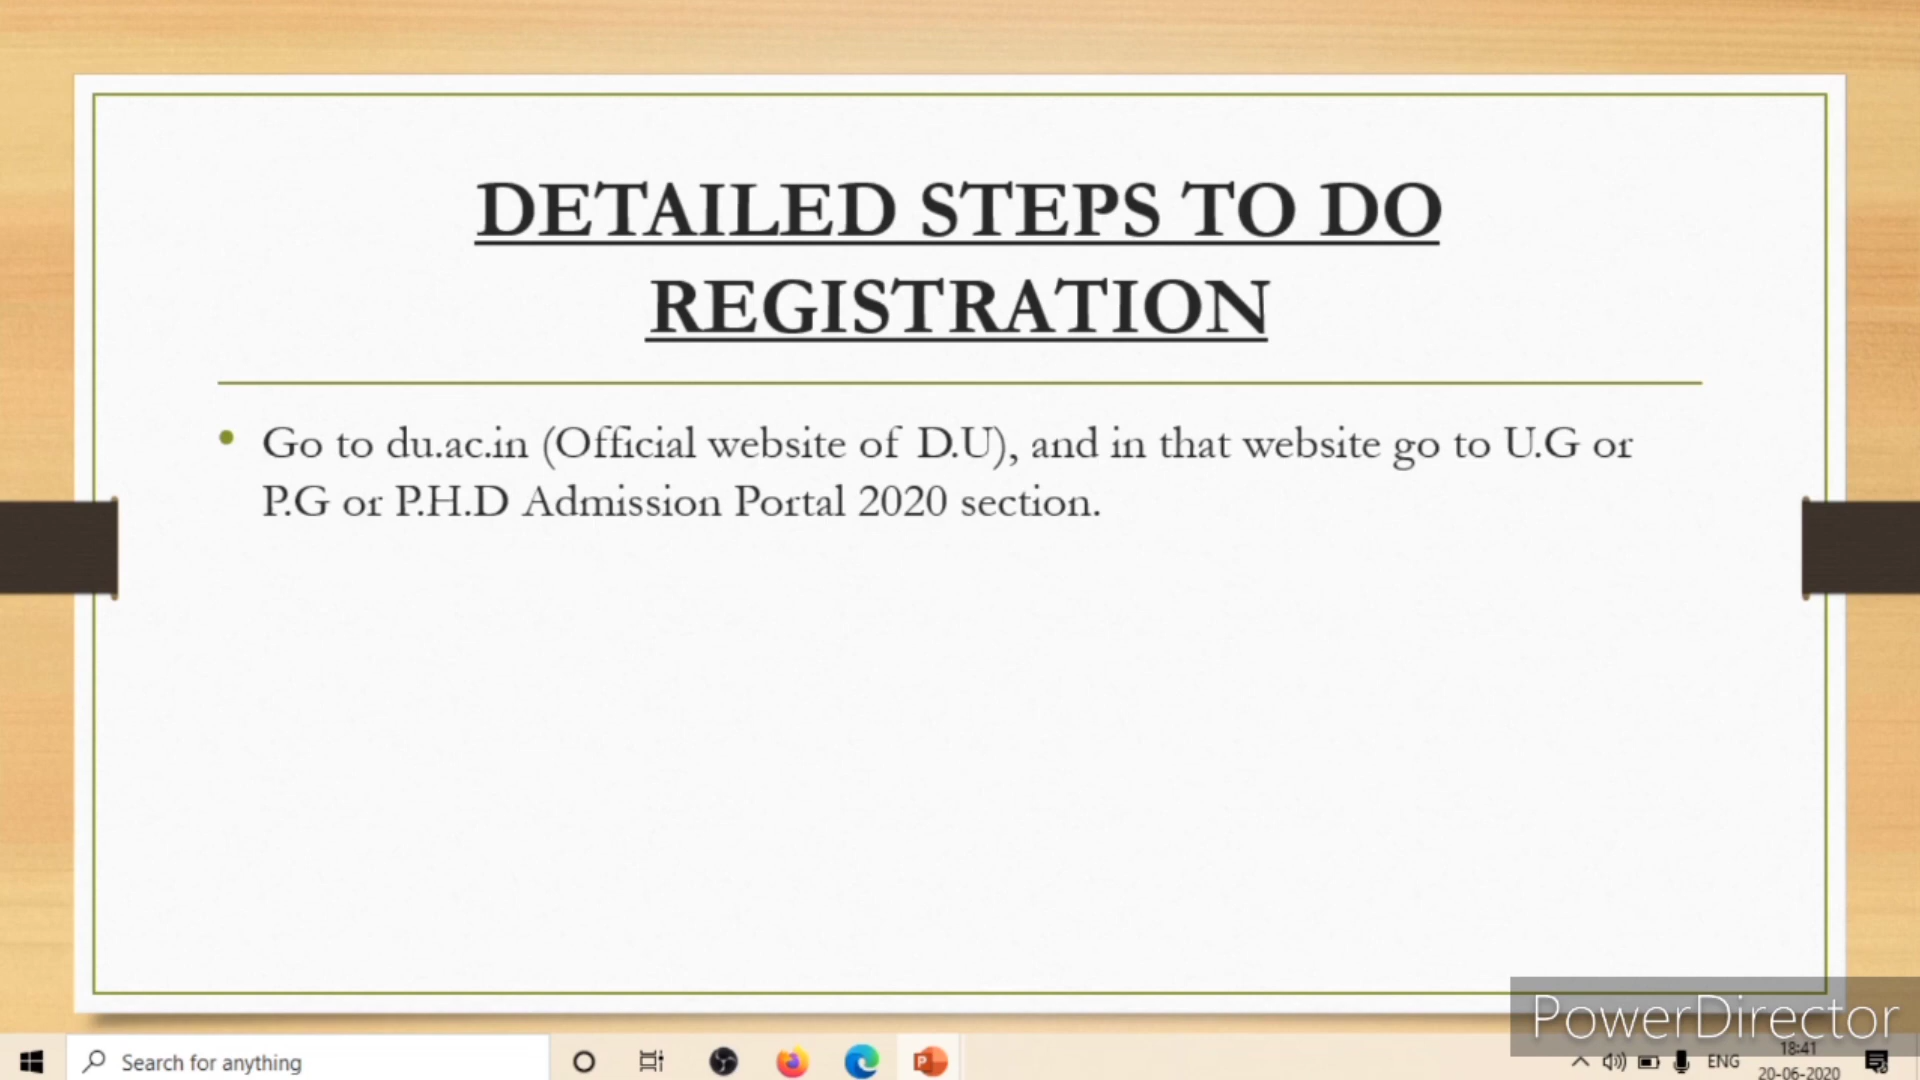 DETAILED STEPS TO DO
REGISTRATION
• Go to du.ac.in (Official website of D.U), and in that website go to U.G or
P.G or P.H.D Admission Portal 2020 section.
PowerDirector
Search for anything
ENG
18:41
20-06-2020